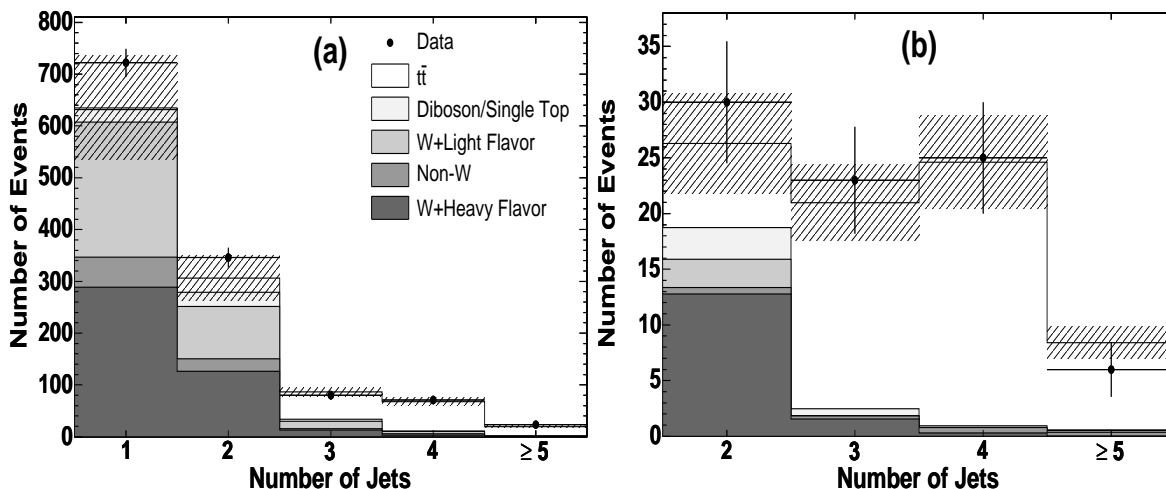 800
700
600
500
400
300
200
100
0
Number of Events
(a)
Data
tt̄
Diboson/Single Top
W+Light Flavor
Non-W
W+Heavy Flavor
1 2 3 4 ≥ 5
Number of Jets
35
30
25
20
15
10
5
0
Number of Events
(b)
2 3 4 ≥ 5
Number of Jets